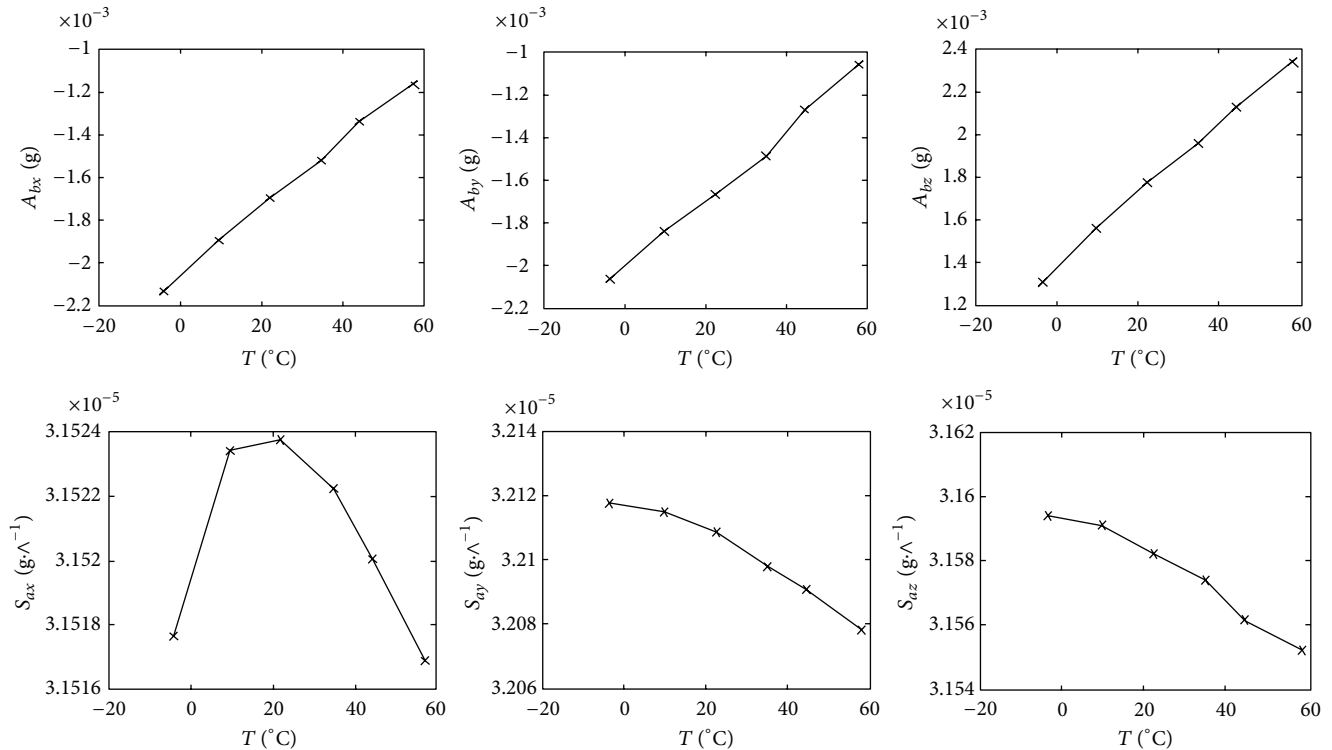 ×10⁻³
−1
−1.2
−1.4
−1.6
−1.8
−2
−2.2
A_bx (g)
−20 0 20 40 60
T (°C)
×10⁻³
−1
−1.2
−1.4
−1.6
−1.8
−2
−2.2
A_by (g)
−20 0 20 40 60
T (°C)
×10⁻³
2.4
2.2
2
1.8
1.6
1.4
1.2
A_bz (g)
−20 0 20 40 60
T (°C)
×10⁻⁵
3.1524
3.1522
3.152
3.1518
3.1516
S_ax (g·∧⁻¹)
−20 0 20 40 60
T (°C)
×10⁻⁵
3.214
3.212
3.21
3.208
3.206
S_ay (g·∧⁻¹)
−20 0 20 40 60
T (°C)
×10⁻⁵
3.162
3.16
3.158
3.156
3.154
S_az (g·∧⁻¹)
−20 0 20 40 60
T (°C)